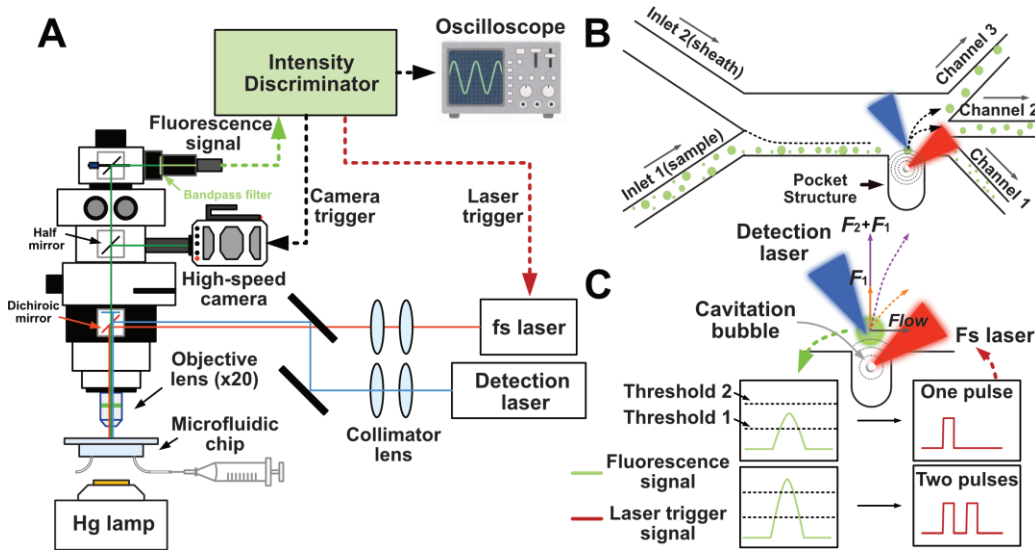 A
Intensity
Discriminator
Oscilloscope
Fluorescence
signal
Bandpass filter
Camera
trigger
Laser
trigger
Half
mirror
High-speed
camera
Dichiroic
mirror
fs laser
Detection
laser
Objective
lens (x20)
Collimator
lens
Microfluidic
chip
Hg lamp
B
Inlet 2(sheath)
Inlet 1(sample)
Channel 3
Channel 2
Channel 1
Pocket
Structure
C
Detection
laser
F2+F1
F1
Flow
Cavitation
bubble
Fs laser
Threshold 2
Threshold 1
One pulse
Fluorescence
signal
Laser trigger
signal
Two pulses